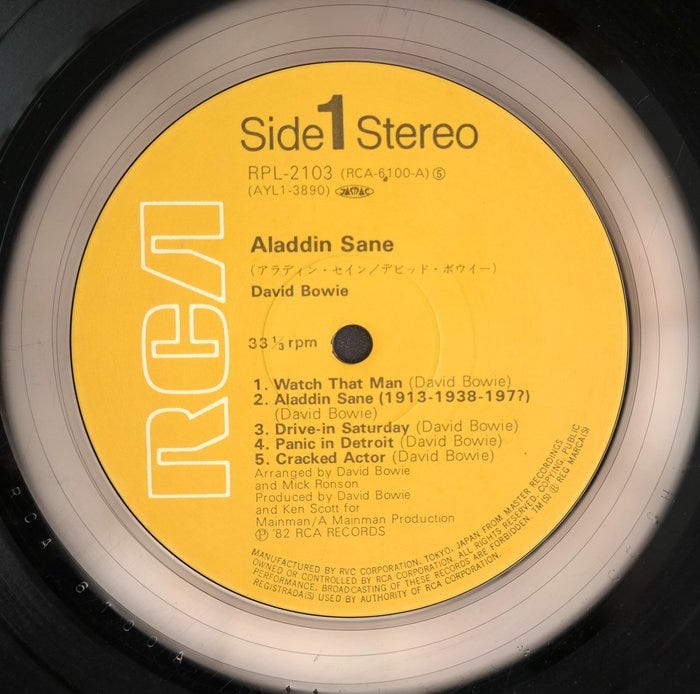 Side 1 Stereo
RPL-2103 (RCA-6100-A) ⑤
(AYL1-3890) JASRAC
Aladdin Sane
(アラディン・セイン/デビッド・ボウイー)
David Bowie
33 ⅓ rpm
1. Watch That Man (David Bowie)
2. Aladdin Sane (1913-1938-197?)
(David Bowie)
3. Drive-in Saturday (David Bowie)
4. Panic in Detroit (David Bowie)
5. Cracked Actor (David Bowie)
Arranged by David Bowie
and Mick Ronson
Produced by David Bowie
and Ken Scott for
Mainman/A Mainman Production
Ⓟ '82 RCA RECORDS
MANUFACTURED BY RVC CORPORATION, TOKYO, JAPAN FROM MASTER RECORDINGS
OWNED OR CONTROLLED BY RCA CORPORATION. ALL RIGHTS RESERVED. COPYING, PUBLIC
PERFORMANCE, BROADCASTING OF THESE RECORDS ARE FORBIDDEN. TM(S) ® REG MARCA(S)
REGISTRADA(S) USED BY AUTHORITY OF RCA CORPORATION.
RCA
RCA 6100A